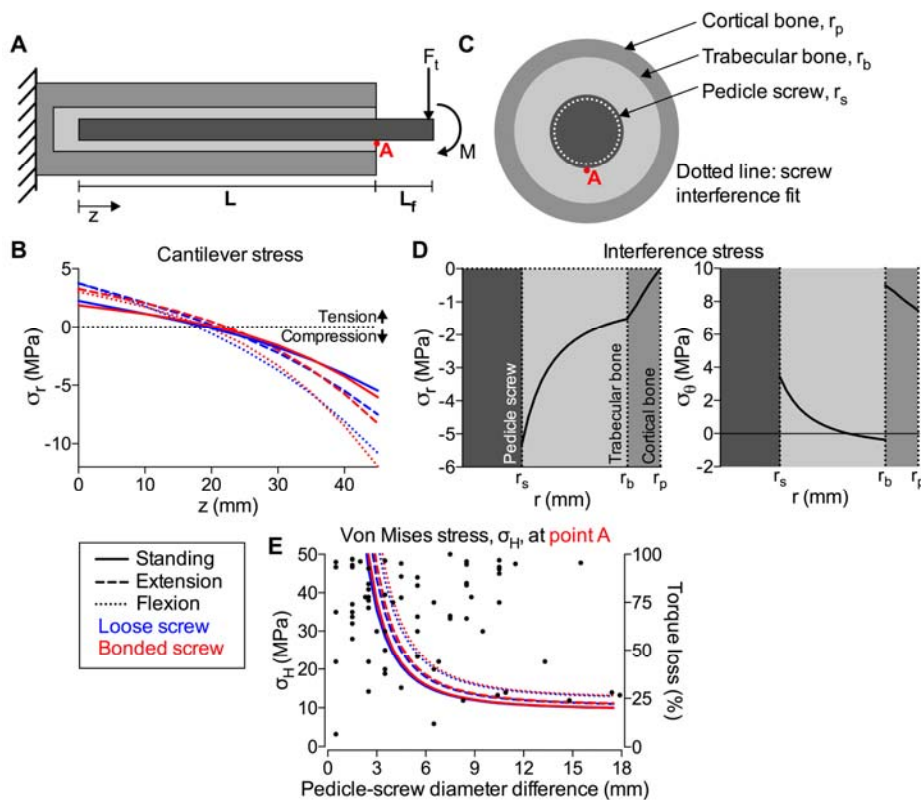 A
F_t
A
M
L
L_f
z
C
Cortical bone, r_p
Trabecular bone, r_b
Pedicle screw, r_s
A
Dotted line: screw
interference fit
B
Cantilever stress
5
0
-5
-10
σ_r (MPa)
Tension
Compression
0 10 20 30 40
z (mm)
D
Interference stress
0
-1
-2
-3
-4
-5
-6
σ_r (MPa)
Pedicle screw
Trabecular bone
Cortical bone
r_s r_b r_p
r (mm)
10
8
6
4
2
0
-2
σ_θ (MPa)
r_s r_b r_p
r (mm)
Standing
Extension
Flexion
Loose screw
Bonded screw
E
Von Mises stress, σ_H, at point A
50
40
30
20
10
0
σ_H (MPa)
100
75
50
25
0
Torque loss (%)
0 3 6 9 12 15 18
Pedicle-screw diameter difference (mm)